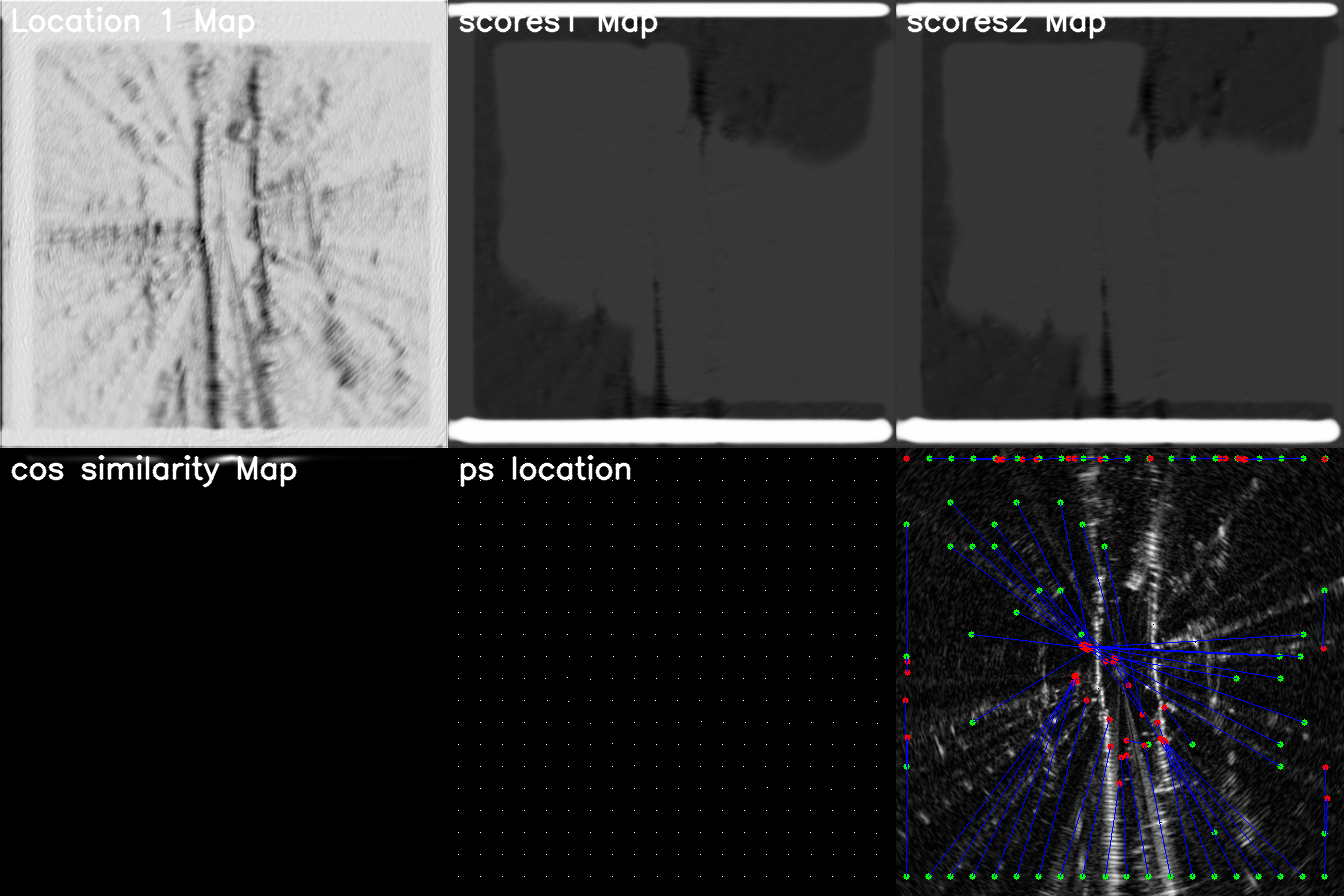 Location 1 Map
scores1 Map
scores2 Map
cos similarity Map
ps location